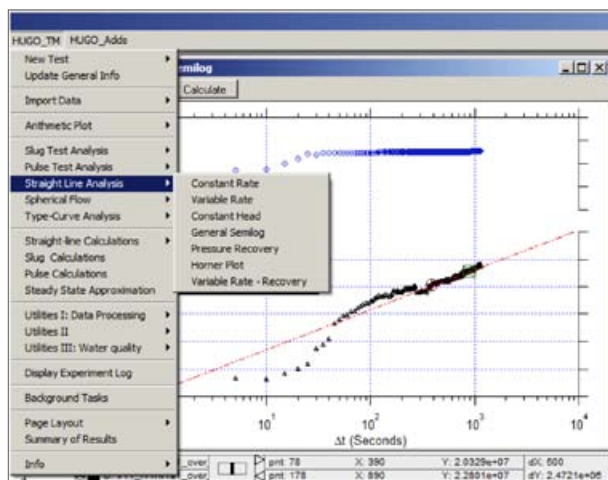 HUGO_TM HUGO_Adds
New Test
Update General Info
Import Data
Arithmetic Plot
Slug Test Analysis
Pulse Test Analysis
Straight Line Analysis
Spherical Flow
Type-Curve Analysis
Straight-line Calculations
Slug Calculations
Pulse Calculations
Steady State Approximation
Utilities I: Data Processing
Utilities II
Utilities III: Water quality
Display Experiment Log
Background Tasks
Page Layout
Summary of Results
Info
Constant Rate
Variable Rate
Constant Head
General Semilog
Pressure Recovery
Horner Plot
Variable Rate - Recovery
emilog
Calculate
10¹ 10² 10³ 10⁴
Δt (Seconds)
_over_ pnt: 78 X: 390 Y: 2.0329e+07 dX: 500
_over_ pnt: 178 X: 890 Y: 2.2801e+07 dY: 2.4721e+06